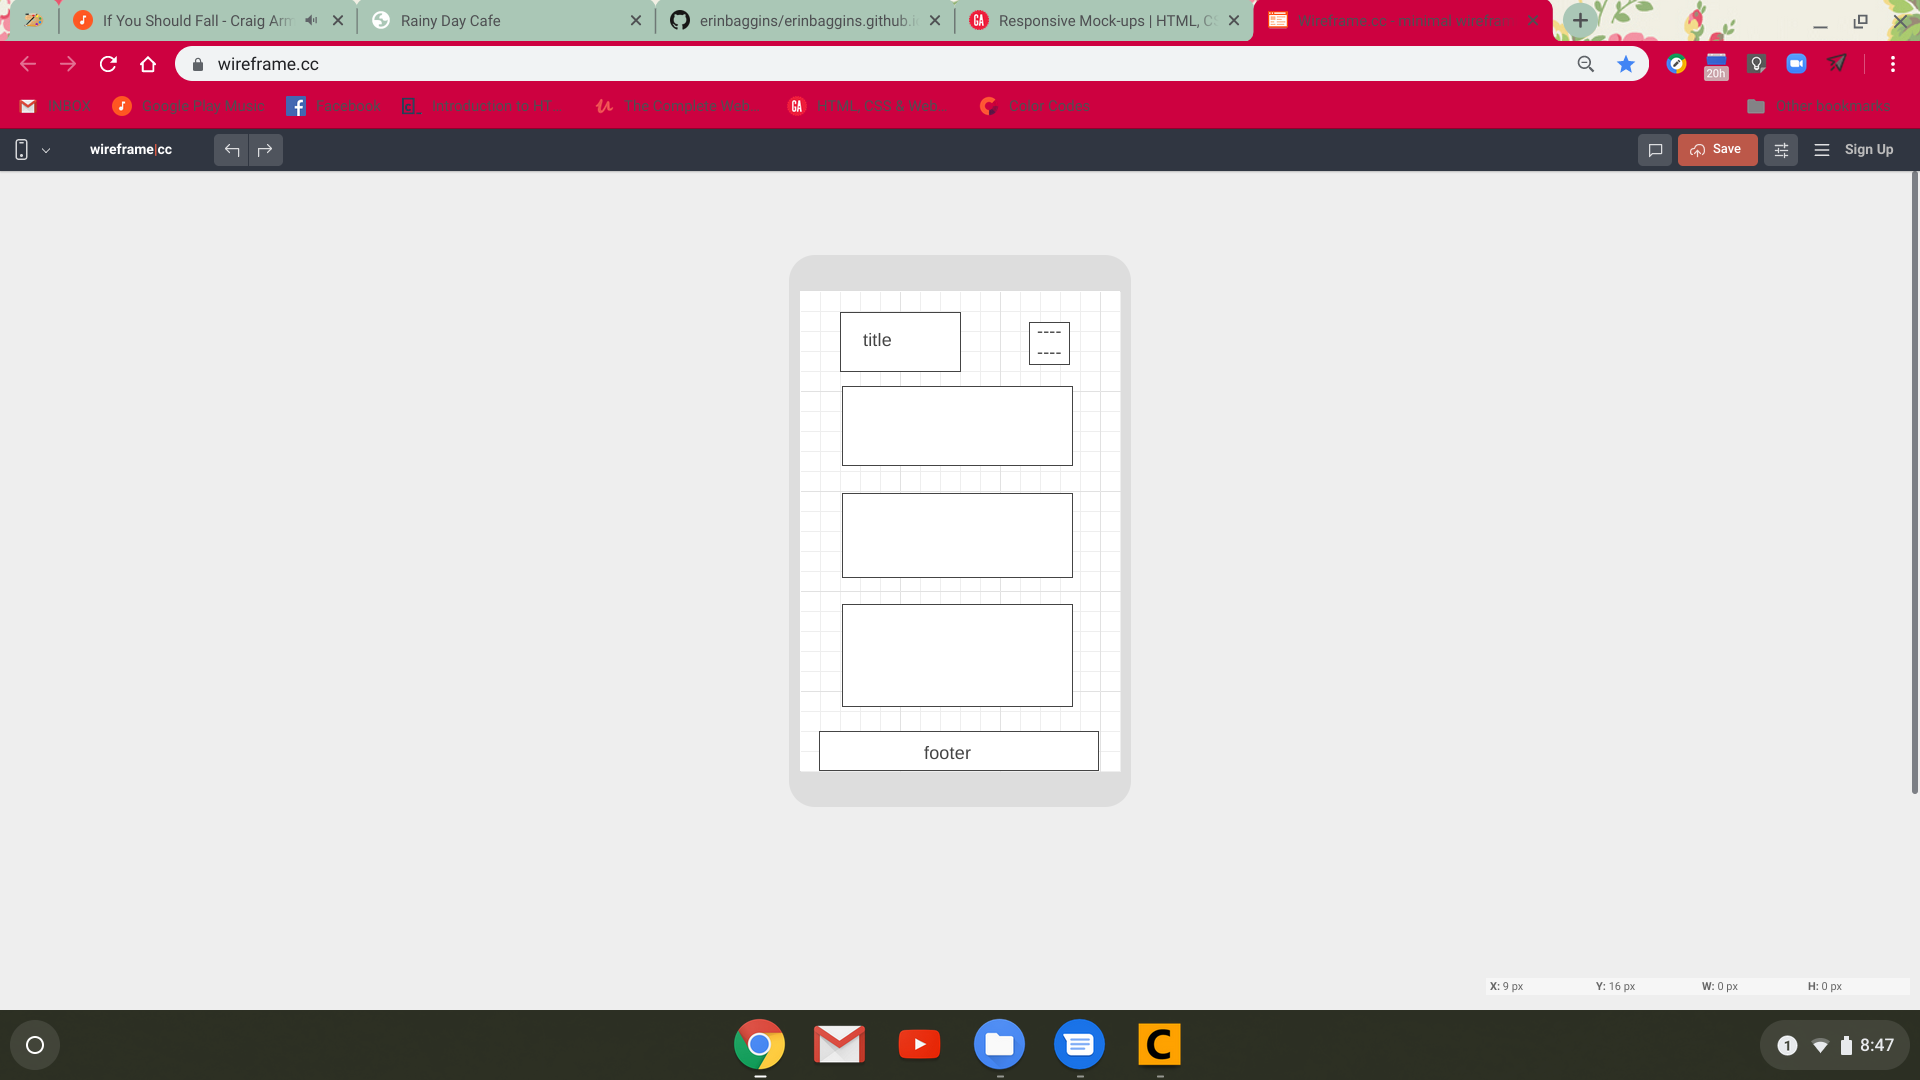 If You Should Fall - Craig Arm
Rainy Day Cafe
erinbaggins/erinbaggins.github.i
Responsive Mock-ups | HTML, CS
Wireframe.cc - minimal wirefram
wireframe.cc
20h
INBOX
Google Play Music
Facebook
Introduction to HT...
The Complete Web...
GA
HTML, CSS & Web...
Color Codes
Other bookmarks
wireframe|cc
Save
Sign Up
title
----
----
footer
X: 9 px
Y: 16 px
W: 0 px
H: 0 px
C
1
8:47